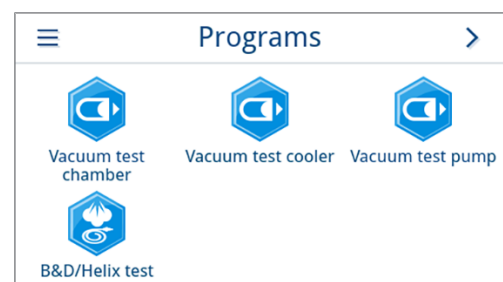 Programs
Vacuum test
chamber
Vacuum test cooler
Vacuum test pump
B&D/Helix test